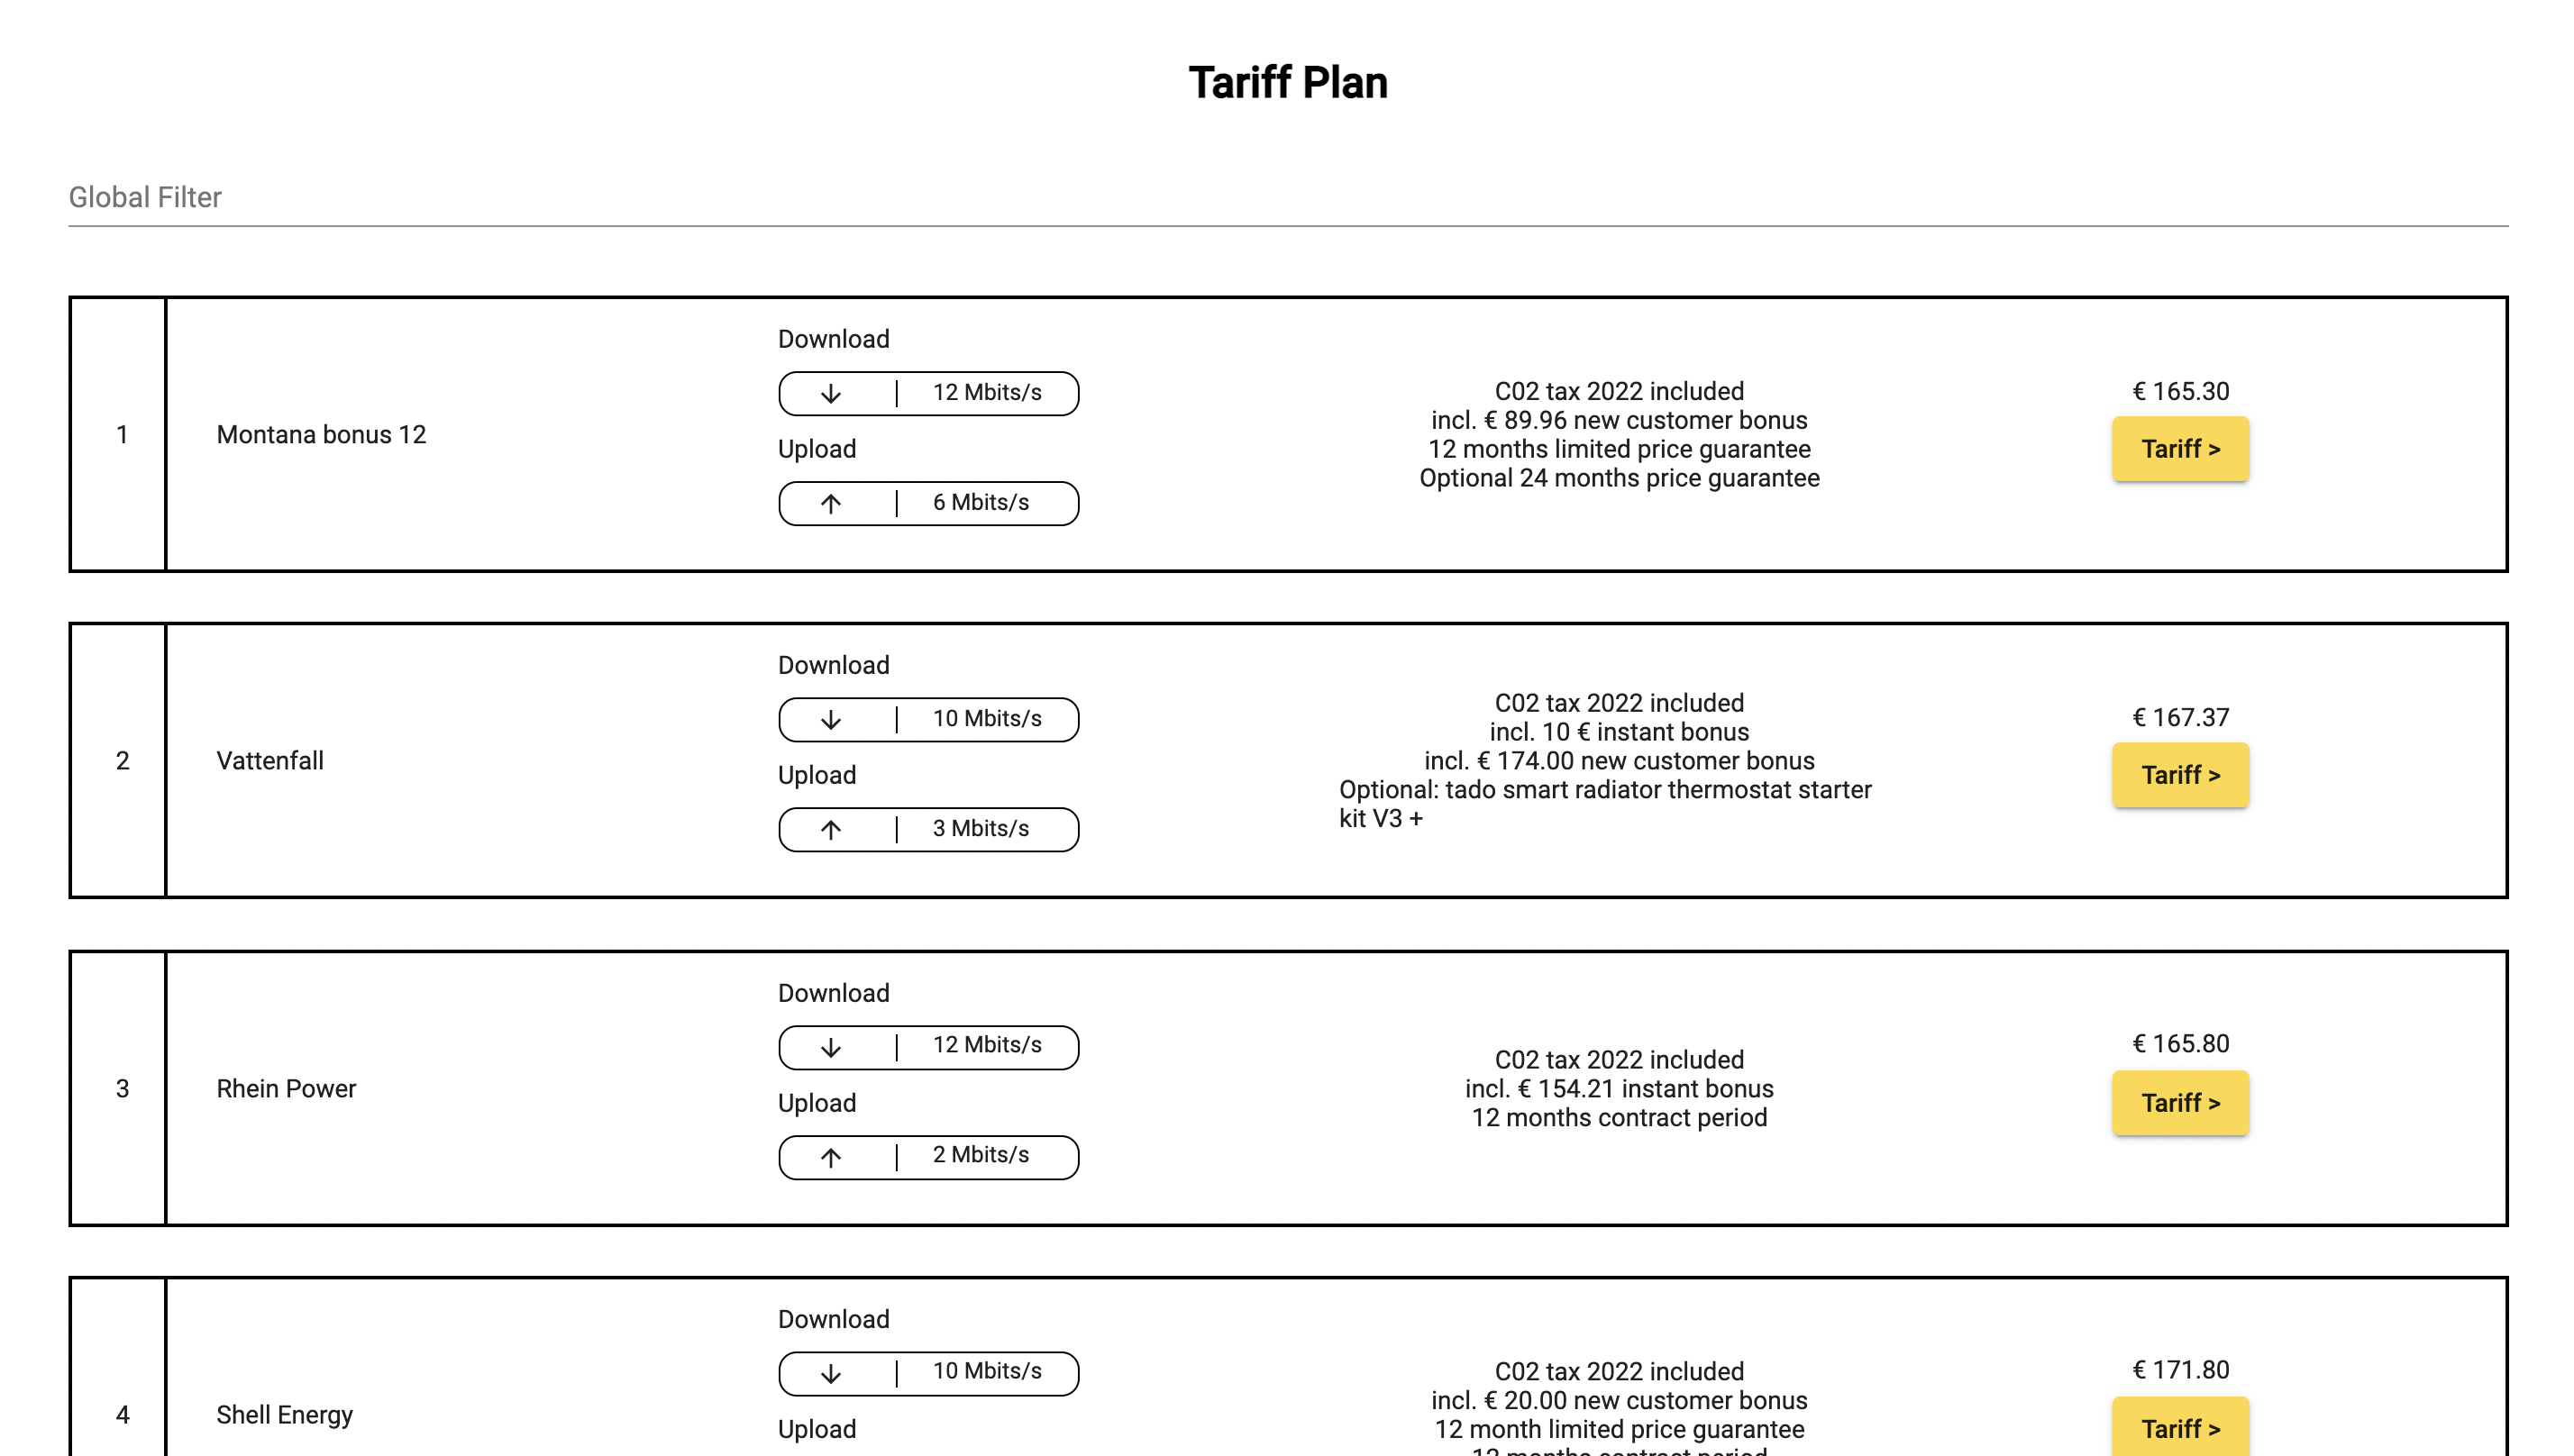 Tariff Plan
Global Filter
1
Montana bonus 12
Download
12 Mbits/s
Upload
6 Mbits/s
C02 tax 2022 included
incl. € 89.96 new customer bonus
12 months limited price guarantee
Optional 24 months price guarantee
€ 165.30
Tariff >
2
Vattenfall
Download
10 Mbits/s
Upload
3 Mbits/s
C02 tax 2022 included
incl. 10 € instant bonus
incl. € 174.00 new customer bonus
Optional: tado smart radiator thermostat starter
kit V3 +
€ 167.37
Tariff >
3
Rhein Power
Download
12 Mbits/s
Upload
2 Mbits/s
C02 tax 2022 included
incl. € 154.21 instant bonus
12 months contract period
€ 165.80
Tariff >
4
Shell Energy
Download
10 Mbits/s
Upload
C02 tax 2022 included
incl. € 20.00 new customer bonus
12 month limited price guarantee
12 months contract period
€ 171.80
Tariff >